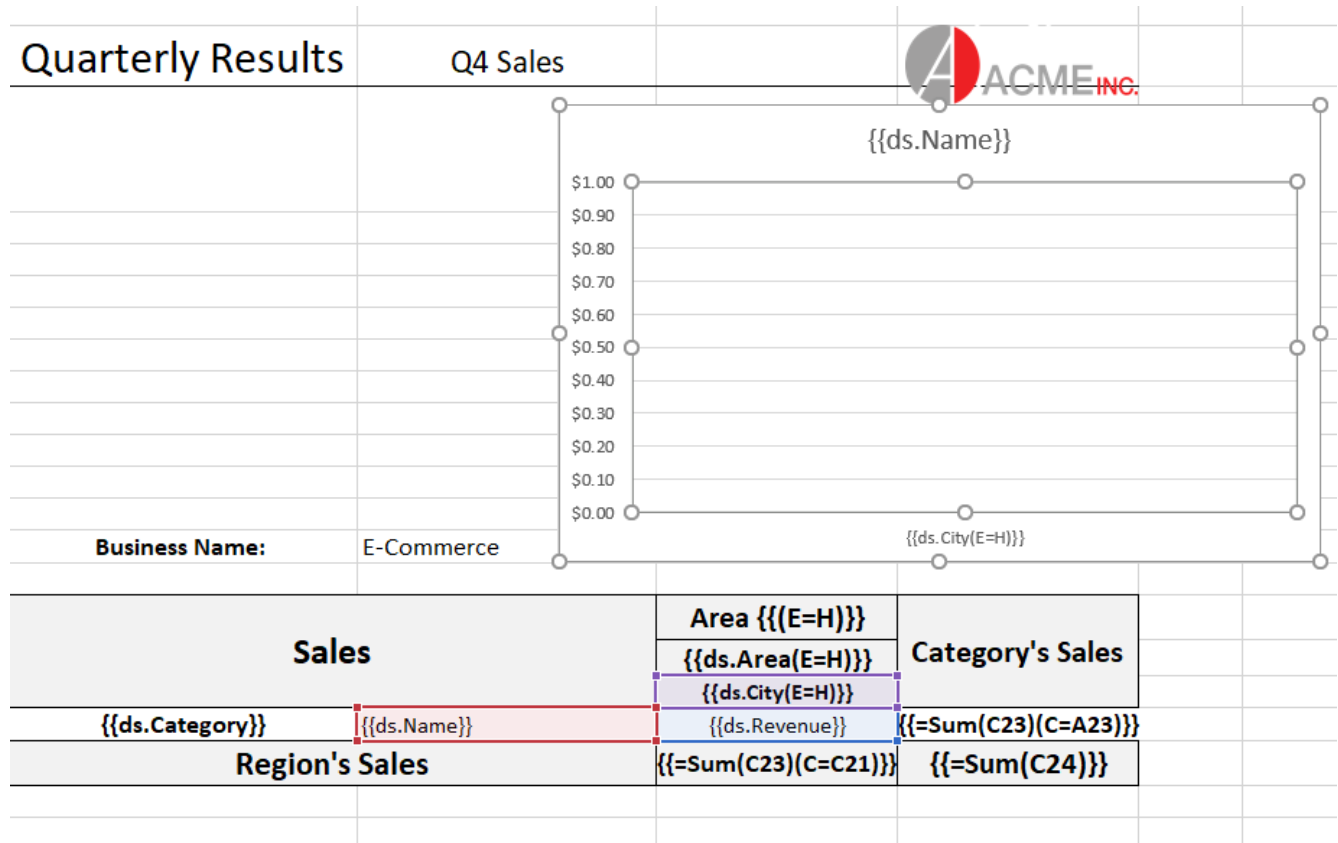 Quarterly Results
Q4 Sales
ACME INC.
{{ds.Name}}
$1.00
$0.90
$0.80
$0.70
$0.60
$0.50
$0.40
$0.30
$0.20
$0.10
$0.00
{{ds.City(E=H)}}
Business Name: E-Commerce
Sales
Area {{(E=H)}}
{{ds.Area(E=H)}}
{{ds.City(E=H)}}
Category's Sales
{{ds.Category}} {{ds.Name}} {{ds.Revenue}} {{=Sum(C23)(C=A23)}}
Region's Sales {{=Sum(C23)(C=C21)}} {{=Sum(C24)}}